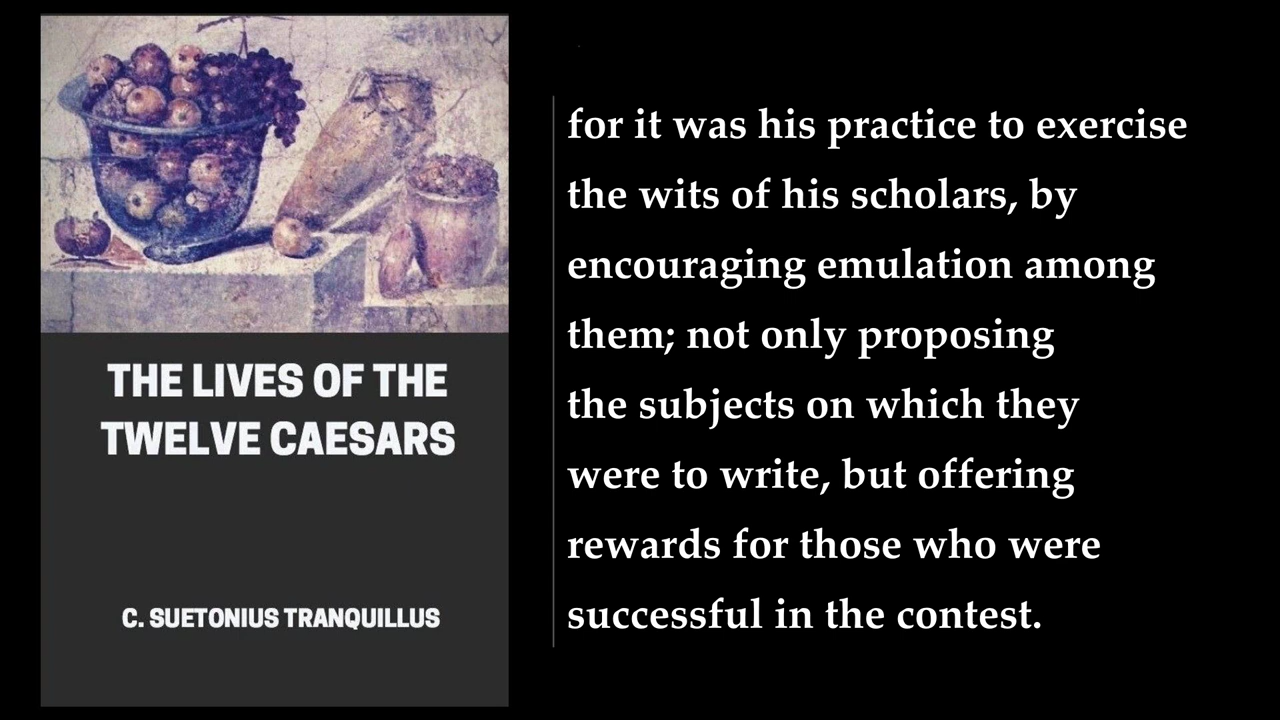 THE LIVES OF THE
TWELVE CAESARS
C. SUETONIUS TRANQUILLUS
for it was his practice to exercise
the wits of his scholars, by
encouraging emulation among
them; not only proposing
the subjects on which they
were to write, but offering
rewards for those who were
successful in the contest.